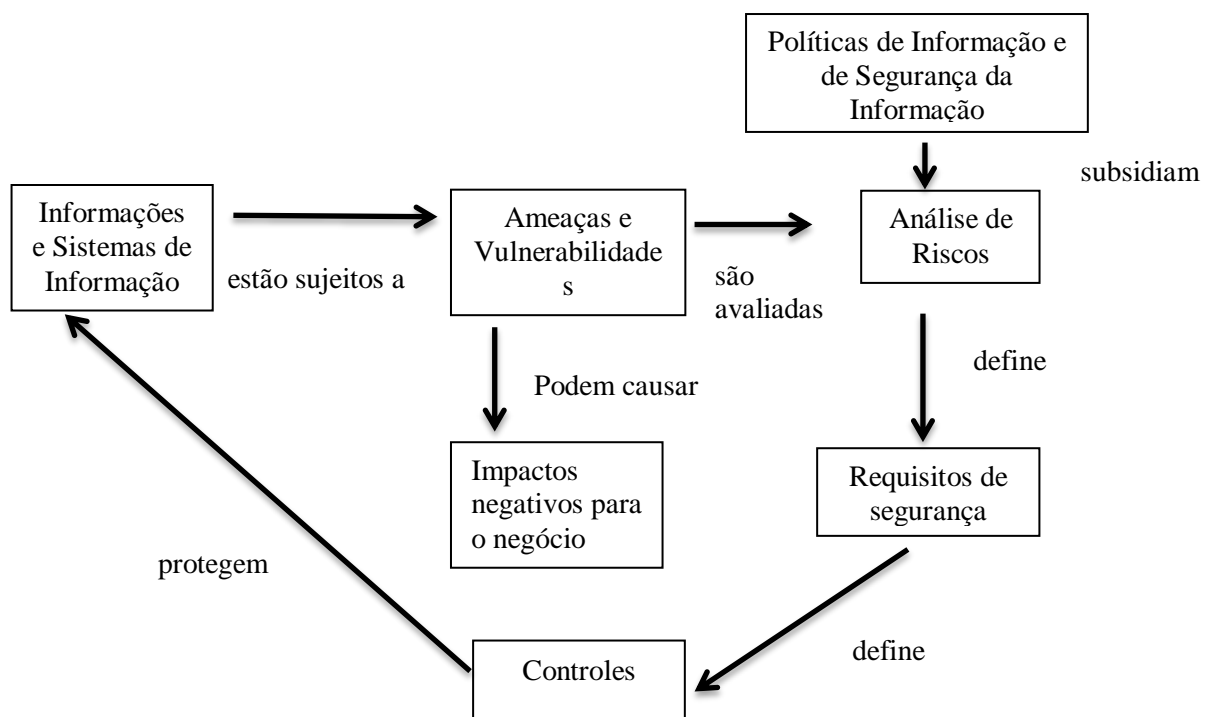 Políticas de Informação e
de Segurança da
Informação
subsidiam
Informações
e Sistemas de
Informação
estão sujeitos a
Ameaças e
Vulnerabilidade
s
são
avaliadas
Análise de
Riscos
Podem causar
define
Impactos
negativos para
o negócio
Requisitos de
segurança
protegem
define
Controles